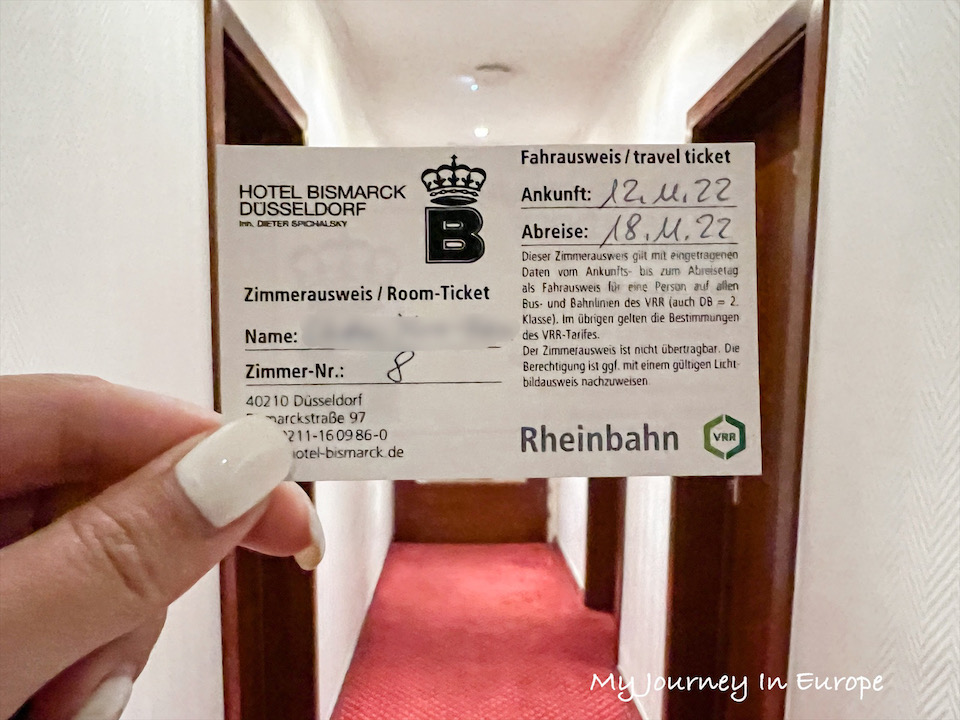 HOTEL BISMARCK
DÜSSELDORF
Inh. DIETER SPICHALSKY
B
Zimmerausweis / Room-Ticket
Name:
Zimmer-Nr.: 8
40210 Düsseldorf
marckstraße 97
0211-16 09 86-0
hotel-bismarck.de
Fahrausweis / travel ticket
Ankunft: 12.11.22
Abreise: 18.11.22
Dieser Zimmerausweis gilt mit eingetragenen
Daten vom Ankunfts- bis zum Abreisetag
als Fahrausweis für eine Person auf allen
Bus- und Bahnlinien des VRR (auch DB = 2.
Klasse). Im übrigen gelten die Bestimmungen
des VRR-Tarifes.
Der Zimmerausweis ist nicht übertragbar. Die
Berechtigung ist ggf. mit einem gültigen Licht-
bildausweis nachzuweisen
Rheinbahn
VRR
My Journey In Europe